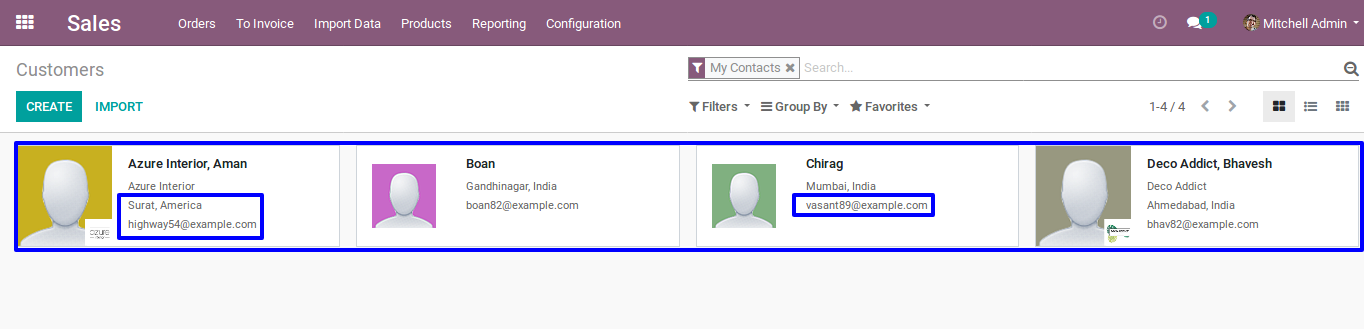 Sales Orders To Invoice Import Data Products Reporting Configuration 1 Mitchell Admin
Customers My Contacts Search...
CREATE IMPORT Filters Group By Favorites 1-4 / 4
Azure Interior, Aman
Azure Interior
Surat, America
highway54@example.com
azure
Boan
Gandhinagar, India
boan82@example.com
Chirag
Mumbai, India
vasant89@example.com
Deco Addict, Bhavesh
Deco Addict
Ahmedabad, India
bhav82@example.com